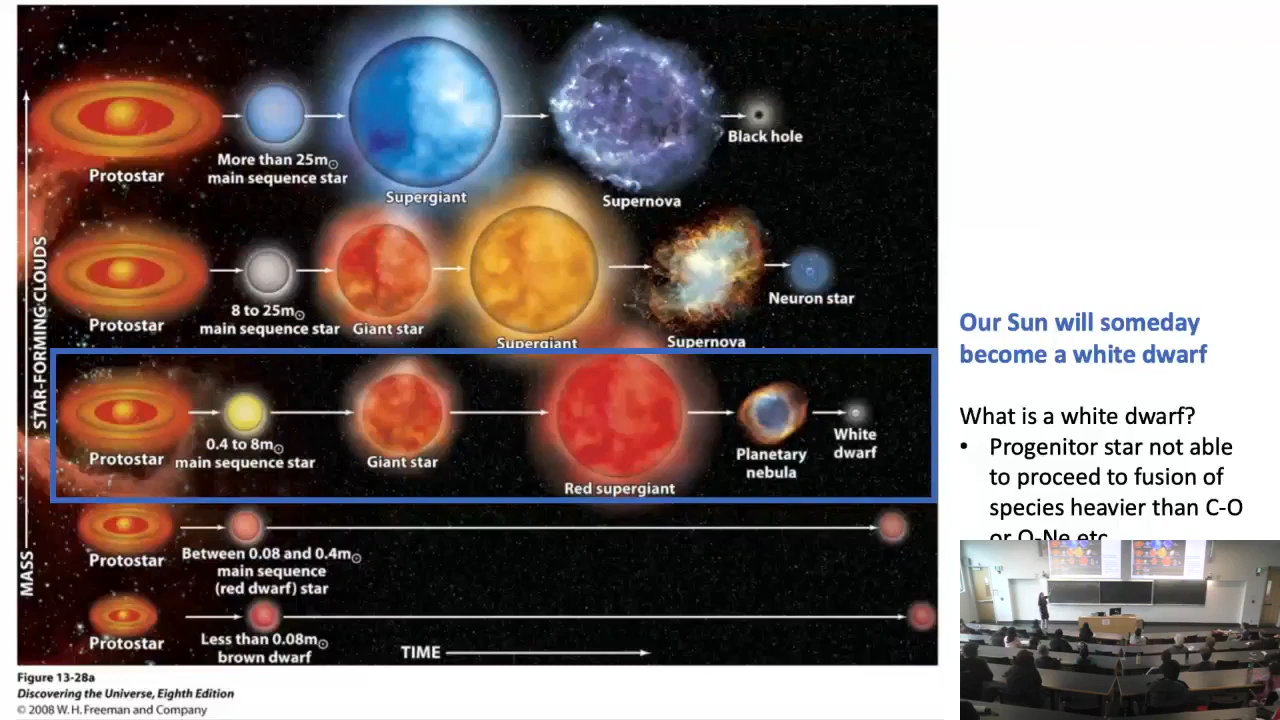 Protostar
More than 25m⊙
main sequence star
Supergiant
Supernova
Black hole
Protostar
8 to 25m⊙
main sequence star
Giant star
Supergiant
Supernova
Neuron star
Protostar
0.4 to 8m⊙
main sequence star
Giant star
Red supergiant
Planetary
nebula
White
dwarf
Protostar
Between 0.08 and 0.4m⊙
main sequence
(red dwarf) star
Protostar
Less than 0.08m⊙
brown dwarf
TIME
MASS
STAR-FORMING CLOUDS
Figure 13-28a
Discovering the Universe, Eighth Edition
© 2008 W. H. Freeman and Company
Our Sun will someday
become a white dwarf
What is a white dwarf?
• Progenitor star not able
to proceed to fusion of
species heavier than C-O
or O-Ne etc